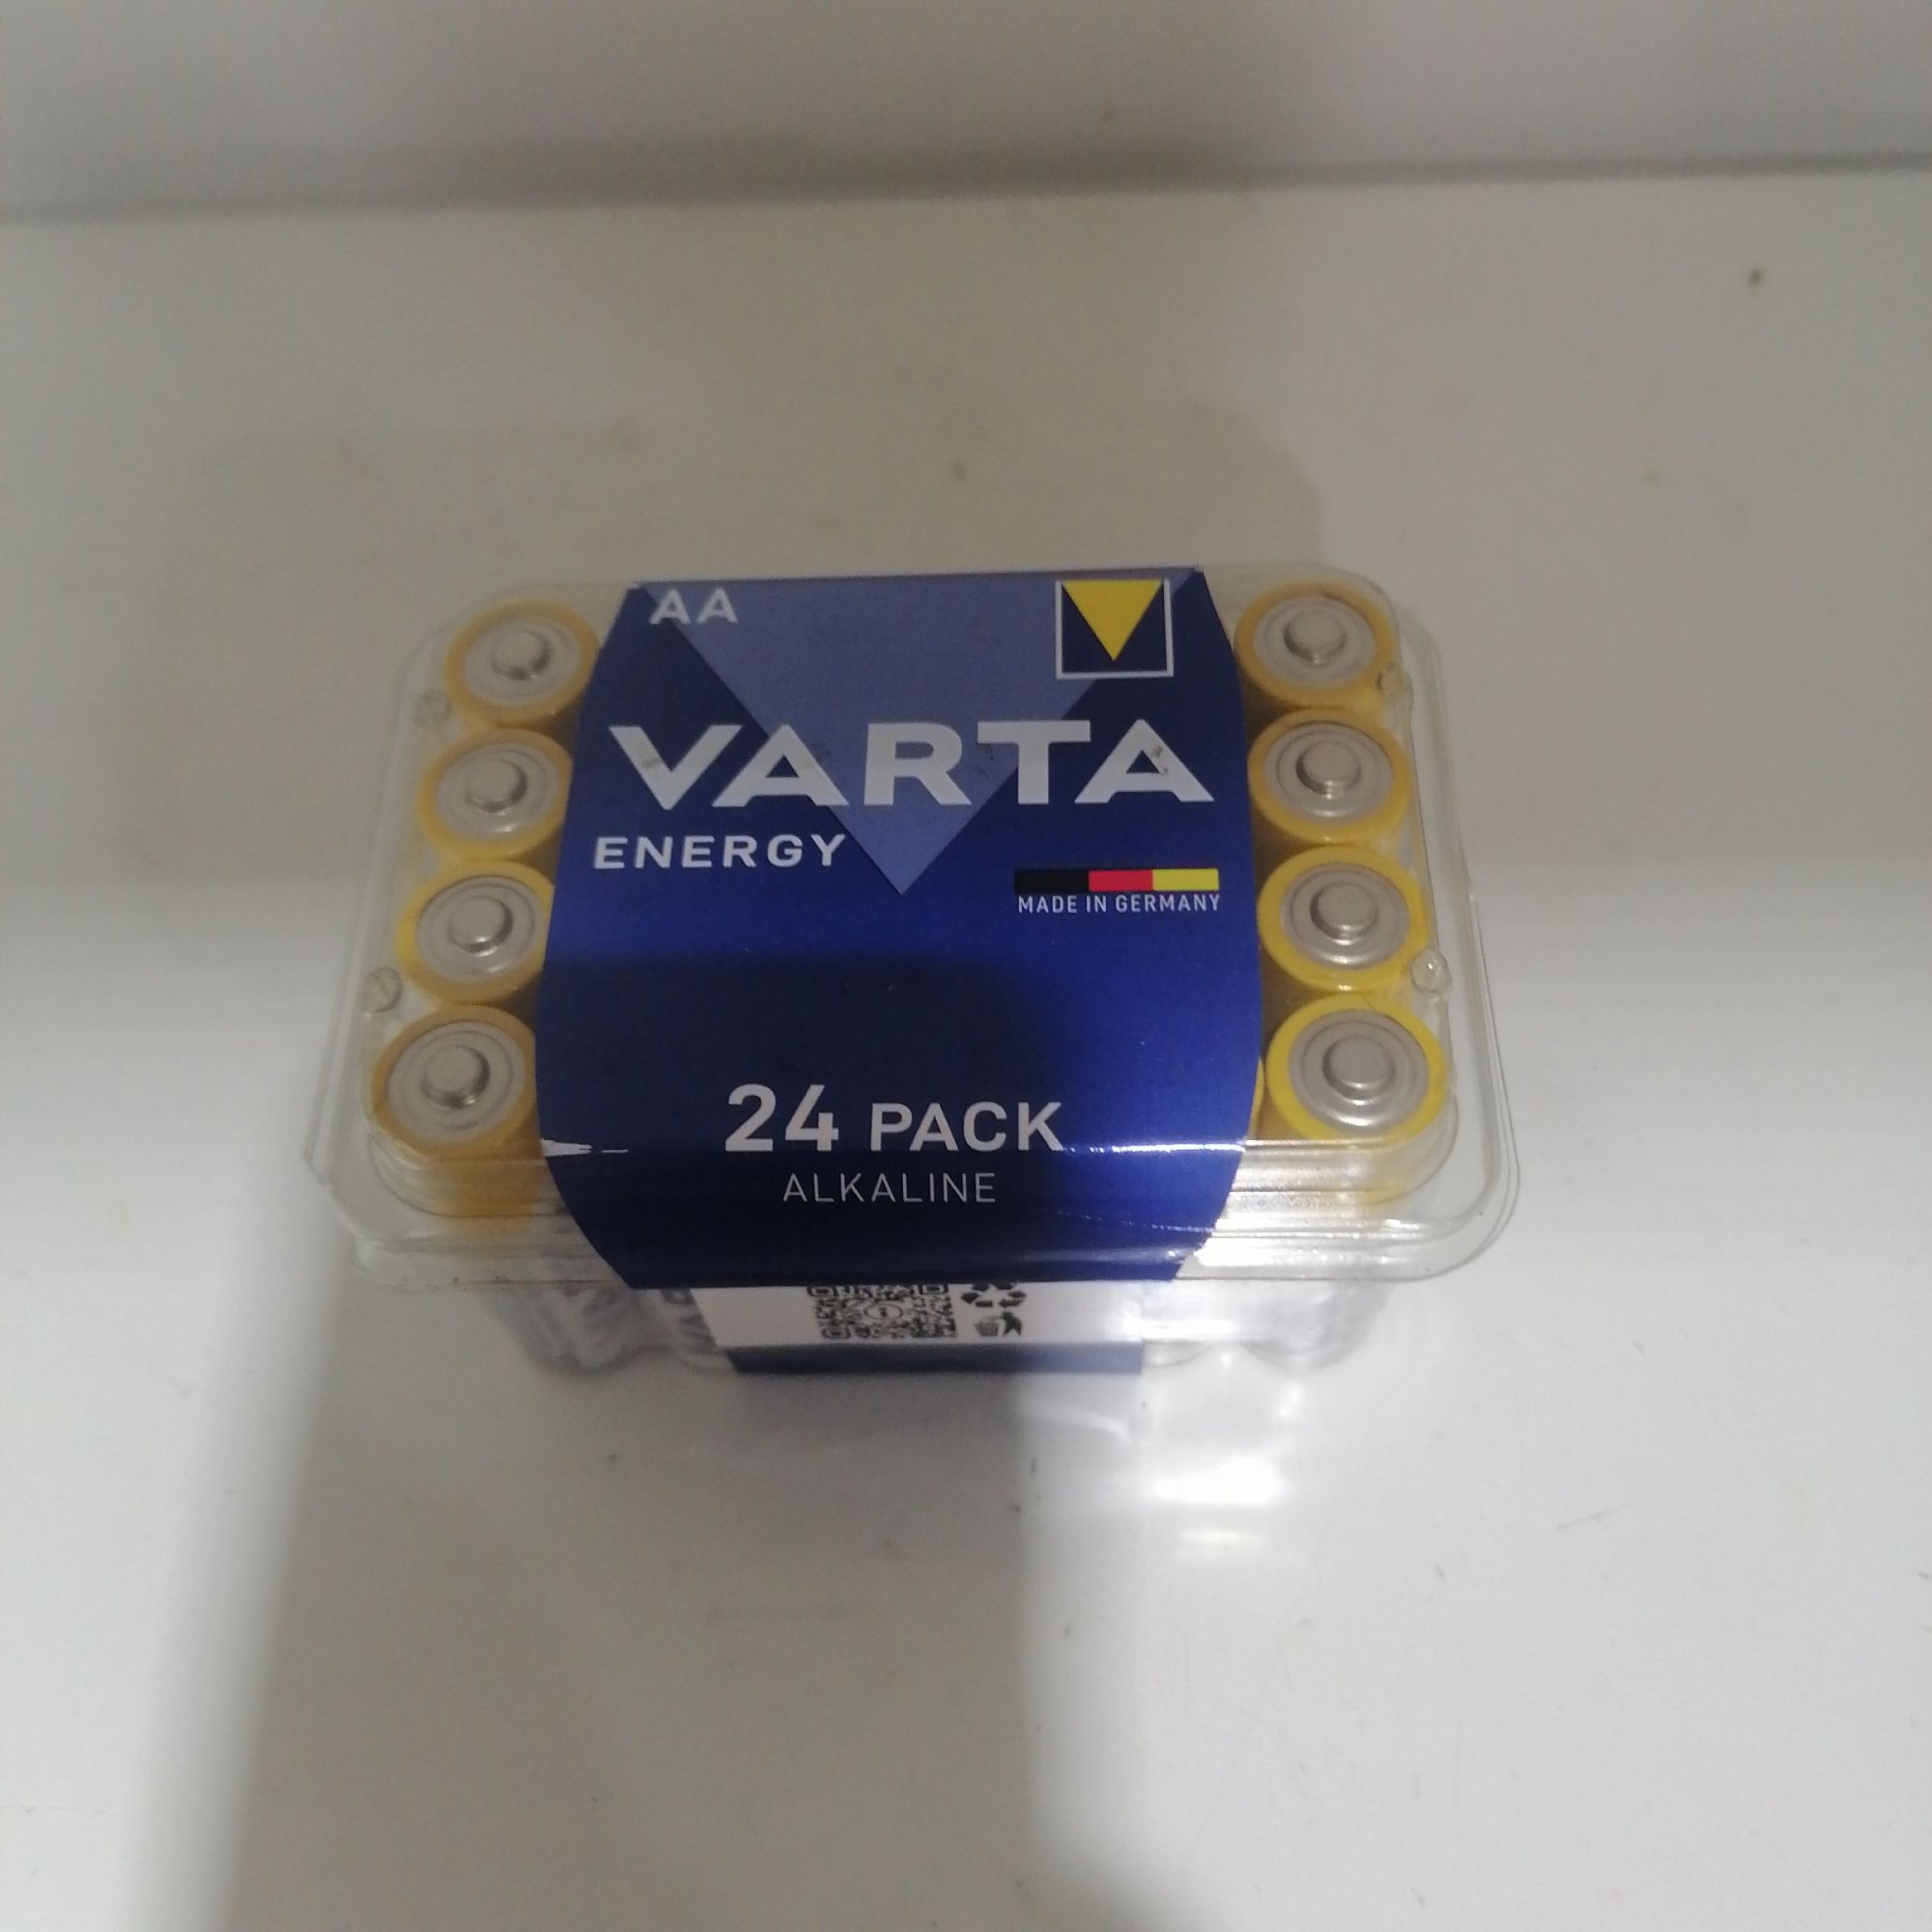 AA
VARTA
ENERGY
MADE IN GERMANY
24 PACK
ALKALINE